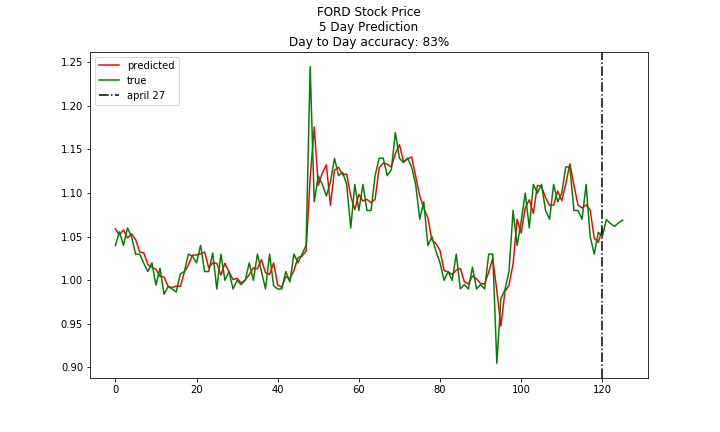 FORD Stock Price
5 Day Prediction
Day to Day accuracy: 83%
predicted
true
april 27
1.25
1.20
1.15
1.10
1.05
1.00
0.95
0.90
0 20 40 60 80 100 120